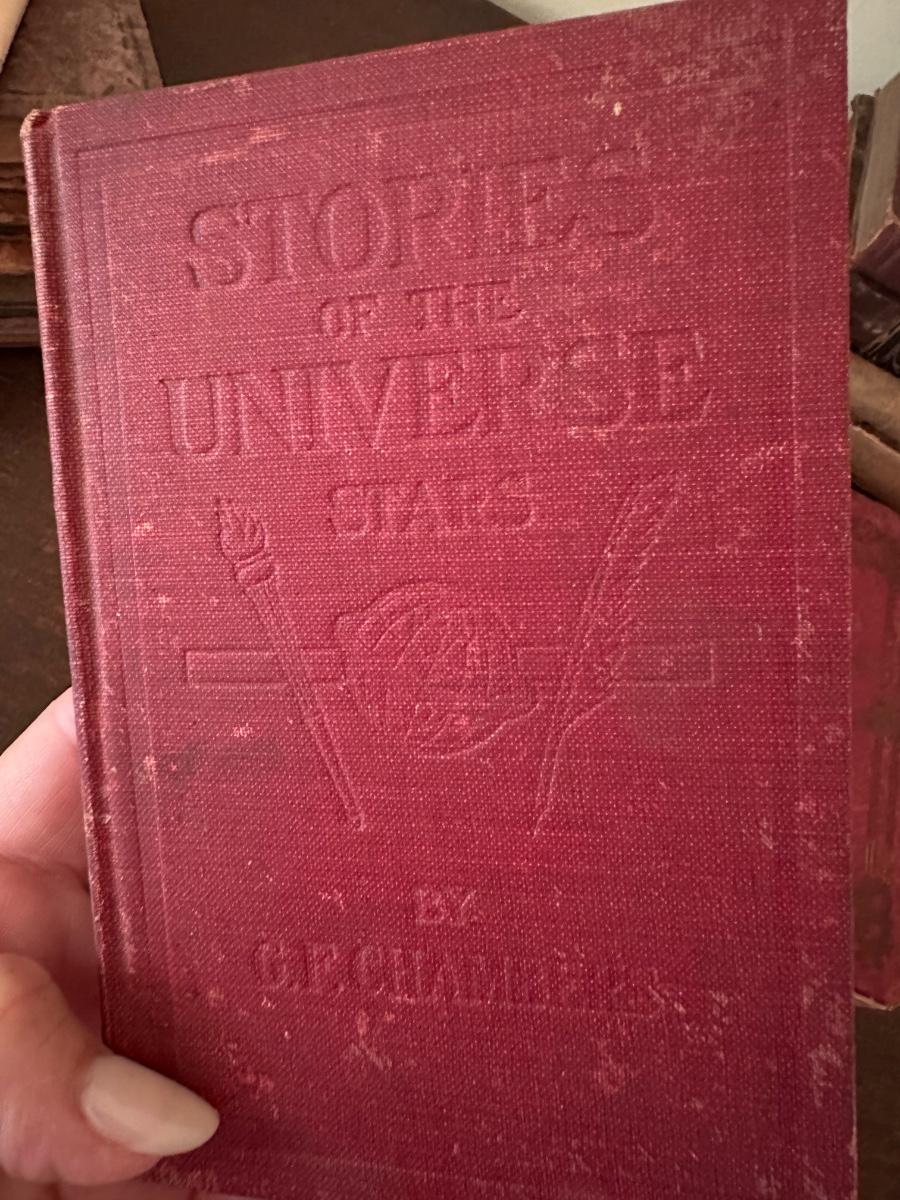 STORIES
OF THE
UNIVERSE
STARS
BY
G.F. CHAMBERS